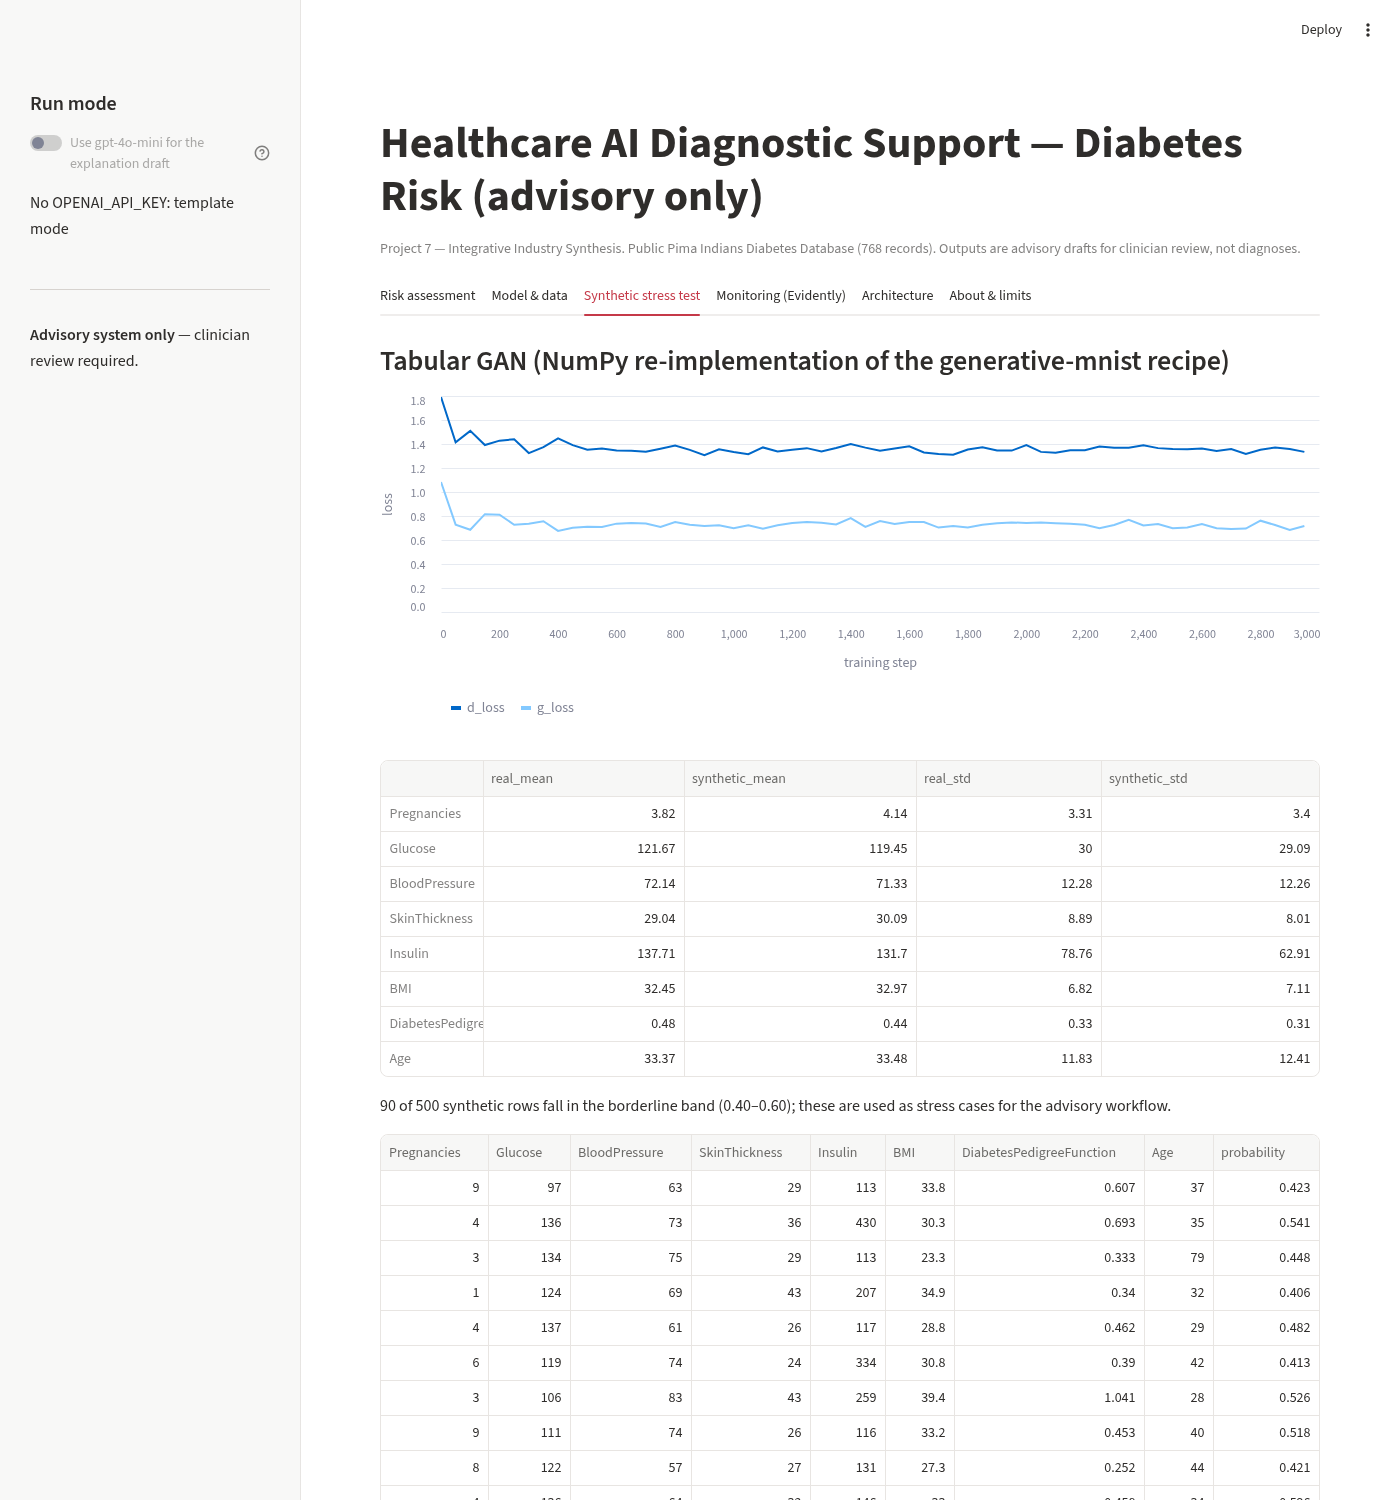 Deploy
Run mode
Use gpt-4o-mini for the
explanation draft
No OPENAI_API_KEY: template
mode
Advisory system only — clinician
review required.
Healthcare AI Diagnostic Support — Diabetes
Risk (advisory only)
Project 7 — Integrative Industry Synthesis. Public Pima Indians Diabetes Database (768 records). Outputs are advisory drafts for clinician review, not diagnoses.
Risk assessment Model & data Synthetic stress test Monitoring (Evidently) Architecture About & limits
Tabular GAN (NumPy re-implementation of the generative-mnist recipe)
1.8
1.6
1.4
1.2
1.0
0.8
0.6
0.4
0.2
0.0
loss
0 200 400 600 800 1,000 1,200 1,400 1,600 1,800 2,000 2,200 2,400 2,600 2,800 3,000
training step
d_loss g_loss
real_mean synthetic_mean real_std synthetic_std
Pregnancies 3.82 4.14 3.31 3.4
Glucose 121.67 119.45 30 29.09
BloodPressure 72.14 71.33 12.28 12.26
SkinThickness 29.04 30.09 8.89 8.01
Insulin 137.71 131.7 78.76 62.91
BMI 32.45 32.97 6.82 7.11
DiabetesPedigre 0.48 0.44 0.33 0.31
Age 33.37 33.48 11.83 12.41
90 of 500 synthetic rows fall in the borderline band (0.40–0.60); these are used as stress cases for the advisory workflow.
Pregnancies Glucose BloodPressure SkinThickness Insulin BMI DiabetesPedigreeFunction Age probability
9 97 63 29 113 33.8 0.607 37 0.423
4 136 73 36 430 30.3 0.693 35 0.541
3 134 75 29 113 23.3 0.333 79 0.448
1 124 69 43 207 34.9 0.34 32 0.406
4 137 61 26 117 28.8 0.462 29 0.482
6 119 74 24 334 30.8 0.39 42 0.413
3 106 83 43 259 39.4 1.041 28 0.526
9 111 74 26 116 33.2 0.453 40 0.518
8 122 57 27 131 27.3 0.252 44 0.421